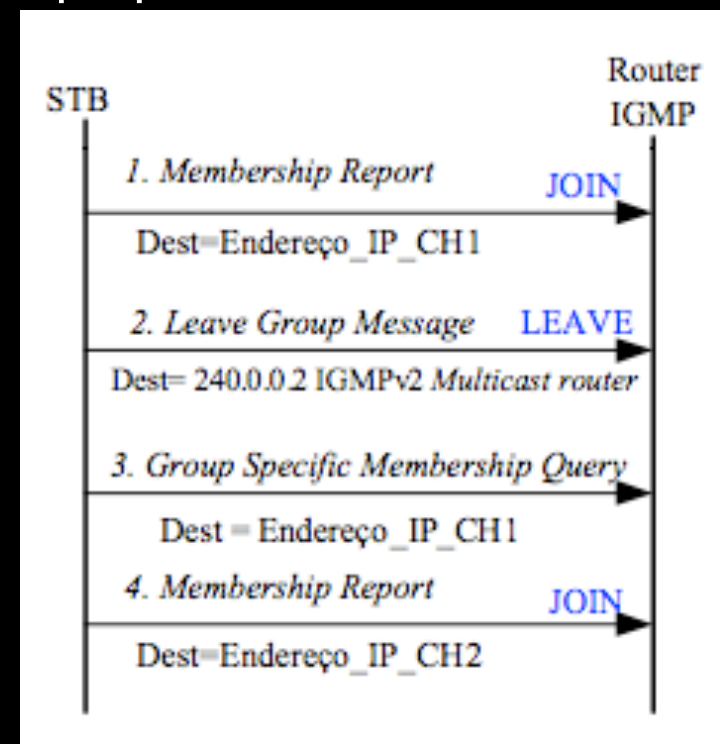 STB
Router
IGMP
1. Membership Report
JOIN
Dest=Endereço_IP_CH1
2. Leave Group Message
LEAVE
Dest= 240.0.0.2 IGMPv2 Multicast router
3. Group Specific Membership Query
Dest = Endereço_IP_CH1
4. Membership Report
JOIN
Dest=Endereço_IP_CH2